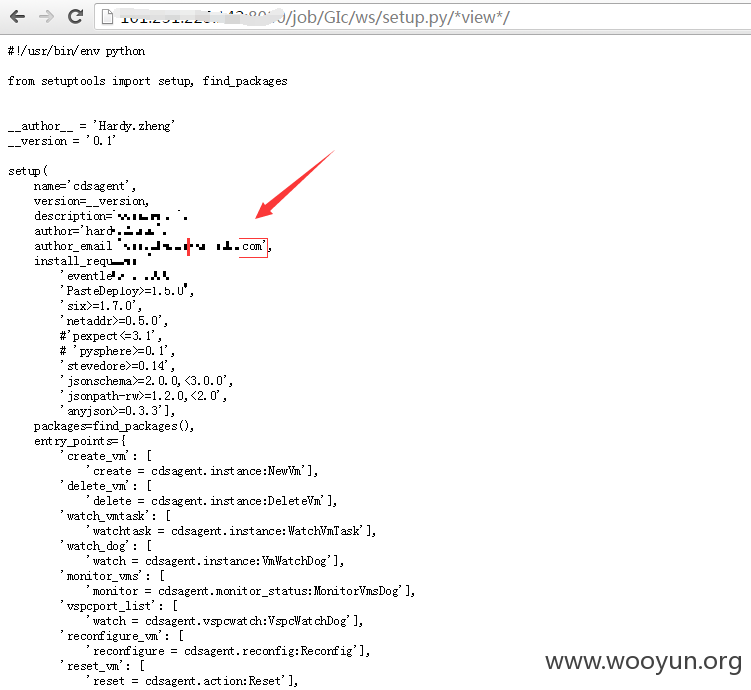 /job/GIc/ws/setup.py/*view*/
#!/usr/bin/env python
from setuptools import setup, find_packages
__author__ = 'Hardy.zheng'
__version = '0.1'
setup(
name='cdsagent',
version=__version,
description=
author='hard
author_email
com',
install_requ
'eventle
'PasteDeploy>=1.5.0',
'six>=1.7.0',
'netaddr>=0.5.0',
#'pexpect<=3.1',
# 'pysphere>=0.1',
'stevedore>=0.14',
'jsonschema>=2.0.0,<3.0.0',
'jsonpath-rw>=1.2.0,<2.0',
'anyjson>=0.3.3'],
packages=find_packages(),
entry_points={
'create_vm': [
'create = cdsagent.instance:NewVm'],
'delete_vm': [
'delete = cdsagent.instance:DeleteVm'],
'watch_vmtask': [
'watchtask = cdsagent.instance:WatchVmTask'],
'watch_dog': [
'watch = cdsagent.instance:VmWatchDog'],
'monitor_vms': [
'monitor = cdsagent.monitor_status:MonitorVmsDog'],
'vspcport_list': [
'watch = cdsagent.vspcwatch:VspcWatchDog'],
'reconfigure_vm': [
'reconfigure = cdsagent.reconfig:Reconfig'],
'reset_vm': [
'reset = cdsagent.action:Reset'],
www.wooyun.org